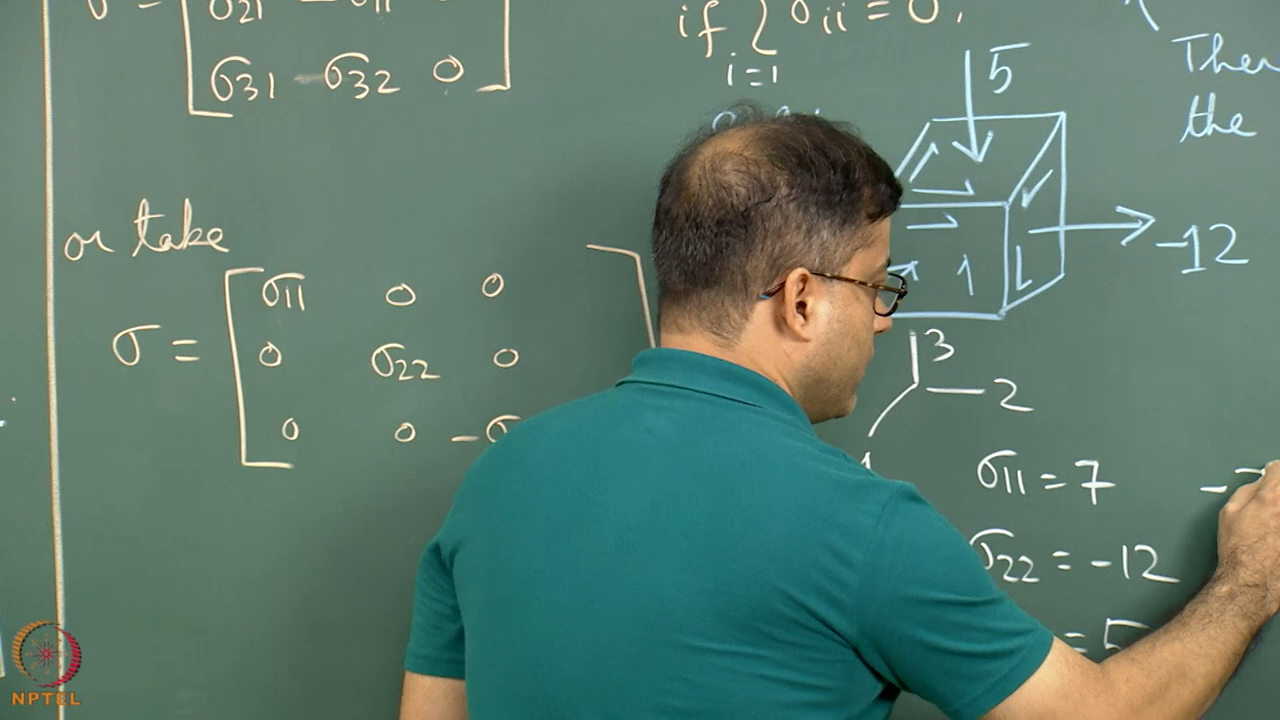 σ21 -σ11
σ31 -σ32 0
or take
σ = σ11 0 0
0 σ22 0
0 0 -σ
if Σ σii = 0,
i=1
5
Then
the
-12
3
2
1
σ11 = 7
σ22 = -12
= 5
NPTEL